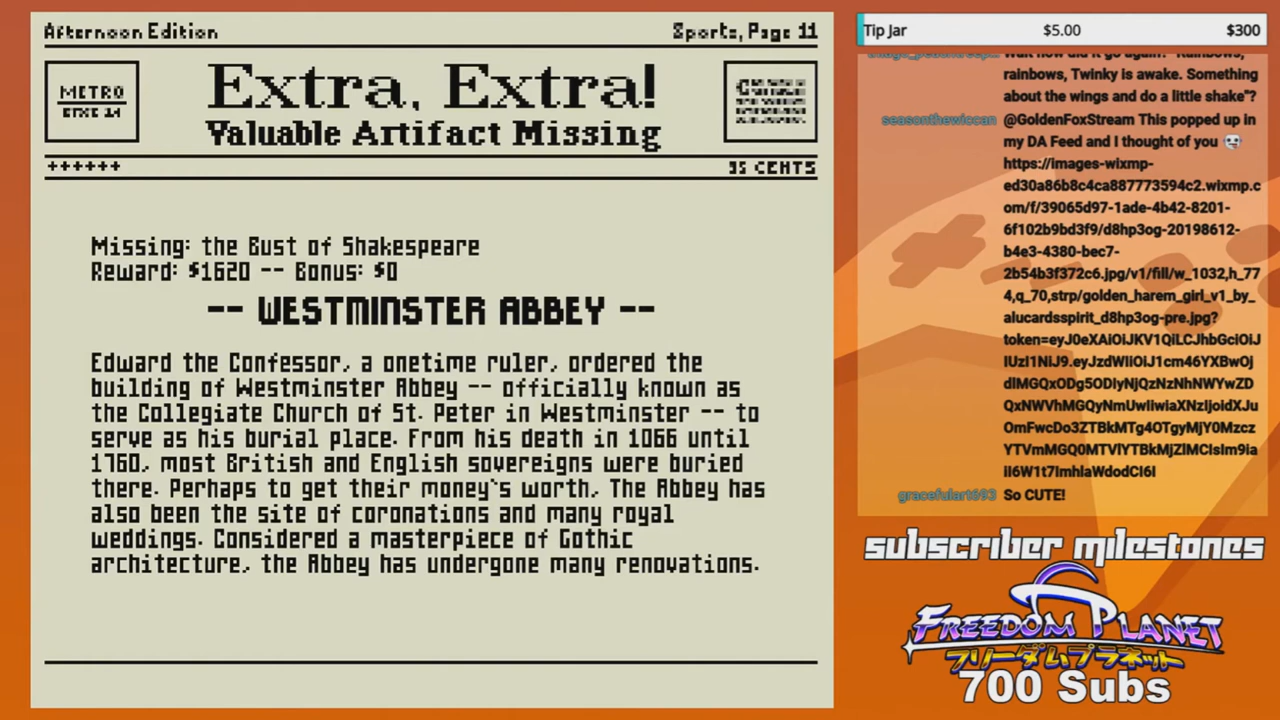 Afternoon Edition
Sports, Page 11
METRO
Extra, Extra!
Valuable Artifact Missing
++++++
35 CENTS
Missing: the Bust of Shakespeare
Reward: $1620 -- Bonus: $0
-- WESTMINSTER ABBEY --
Edward the Confessor, a onetime ruler, ordered the
building of Westminster Abbey -- officially known as
the Collegiate Church of St. Peter in Westminster -- to
serve as his burial place. From his death in 1066 until
1760, most British and English sovereigns were buried
there. Perhaps to get their money's worth, The Abbey has
also been the site of coronations and many royal
weddings. Considered a masterpiece of Gothic
architecture, the Abbey has undergone many renovations.
Tip Jar $5.00 $300
Wait how did it go again? "Rainbows,
rainbows, Twinky is awake. Something
about the wings and do a little shake"?
seasonthewiccan @GoldenFoxStream This popped up in
my DA Feed and I thought of you
https://images-wixmp-
ed30a86b8c4ca887773594c2.wixmp.c
om/f/39065d97-1ade-4b42-8201-
6f102b9bd3f9/d8hp3og-20198612-
b4e3-4380-bec7-
2b54b3f372c6.jpg/v1/fill/w_1032,h_77
4,q_70,strp/golden_harem_girl_v1_by_
alucardsspirit_d8hp3og-pre.jpg?
gracefulart693 So CUTE!
subscriber milestones
FREEDOM PLANET
フリーダムプラネット
700 Subs